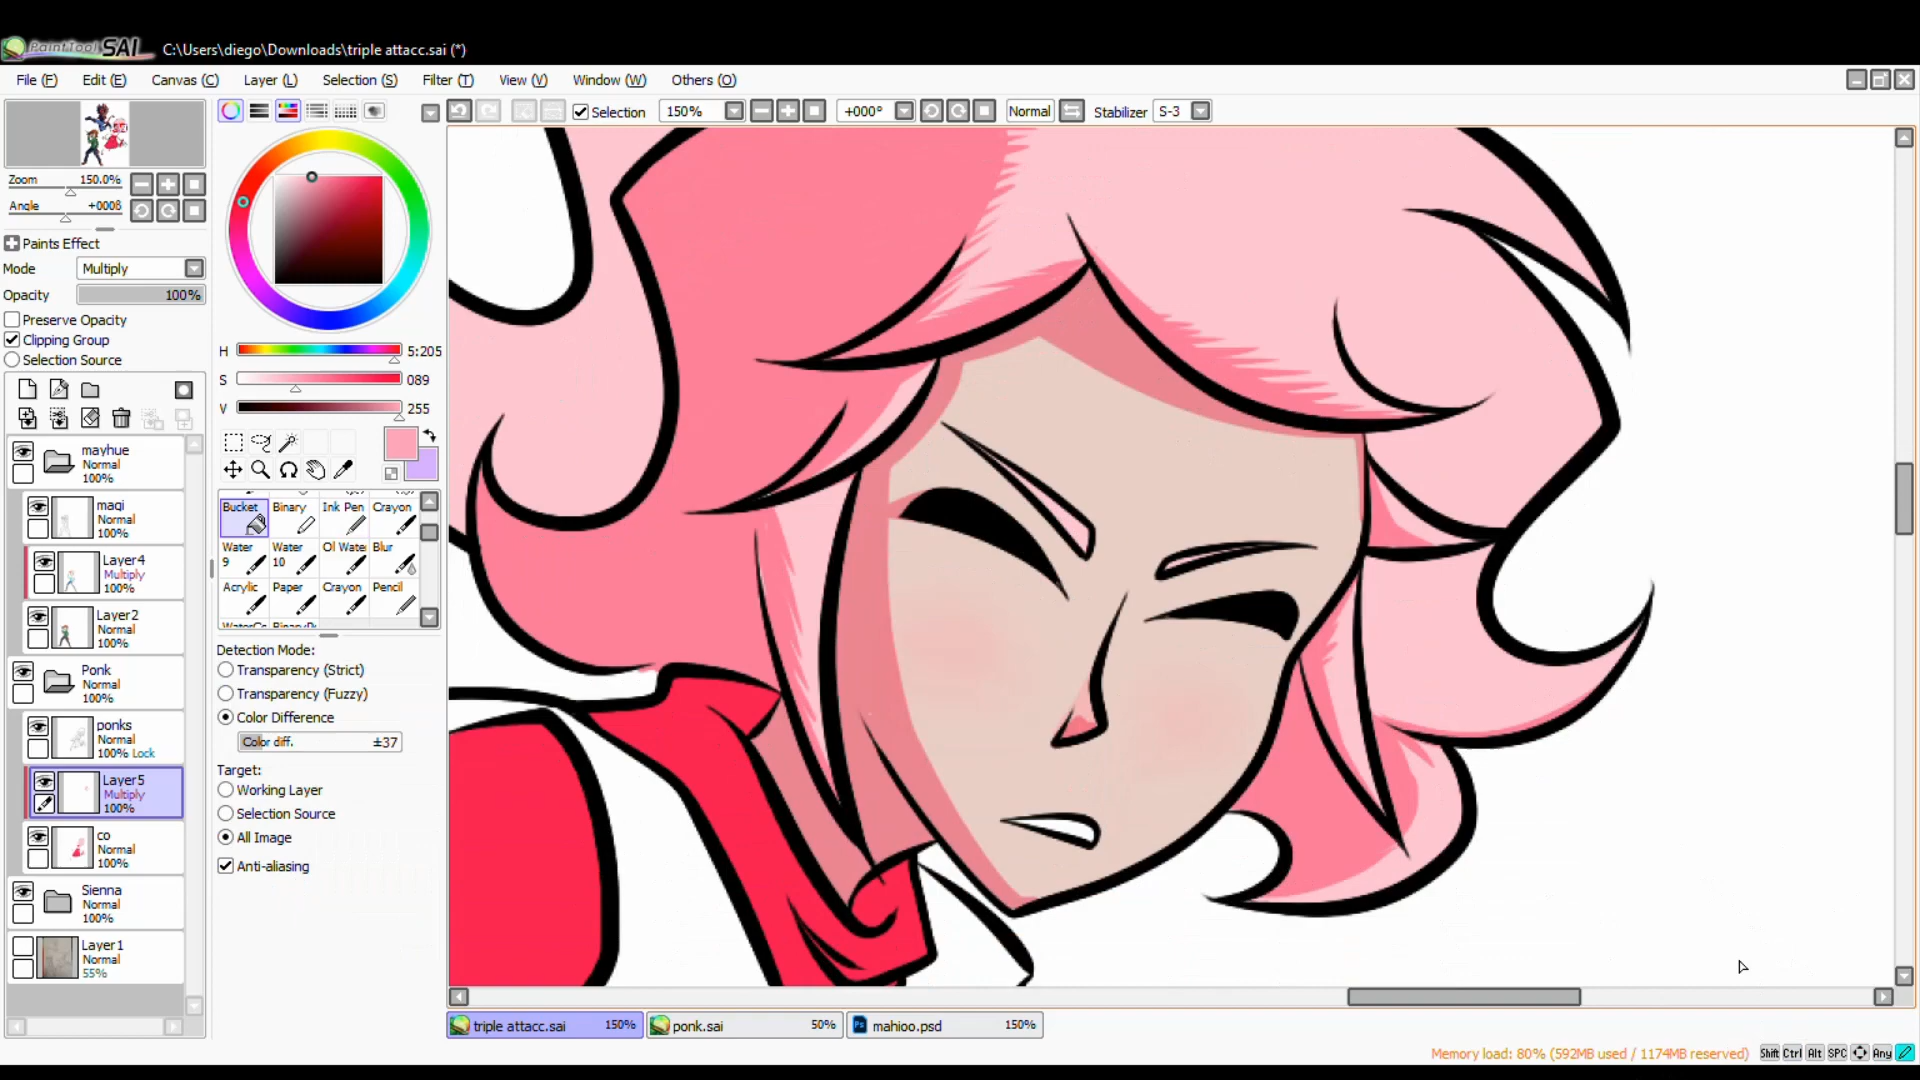 PaintTool SAI C:\Users\diego\Downloads\triple attacc.sai (*)
File (F) Edit (E) Canvas (C) Layer (L) Selection (S) Filter (T) View (V) Window (W) Others (O)
Selection 150% +000° Normal Stabilizer S-3
Zoom 150.0%
Angle +000ß
Paints Effect
Mode Multiply
Opacity 100%
Preserve Opacity
Clipping Group
Selection Source
mayhue
Normal
100%
magi
Normal
100%
Layer4
Multiply
100%
Layer2
Normal
100%
Ponk
Normal
100%
ponks
Normal
100% Lock
Layer5
Multiply
100%
co
Normal
100%
Sienna
Normal
100%
Layer1
Normal
55%
H 5:205
S 089
V 255
Bucket Binary Ink Pen Crayon
Water 9 Water 10 Ol Wate Blur
Acrylic Paper Crayon Pencil
Detection Mode:
Transparency (Strict)
Transparency (Fuzzy)
Color Difference
Color diff. ±37
Target:
Working Layer
Selection Source
All Image
Anti-aliasing
triple attacc.sai 150% ponk.sai 50% Ps mahioo.psd 150%
Memory load: 80% (592MB used / 1174MB reserved) Shift Ctrl Alt SPC Any